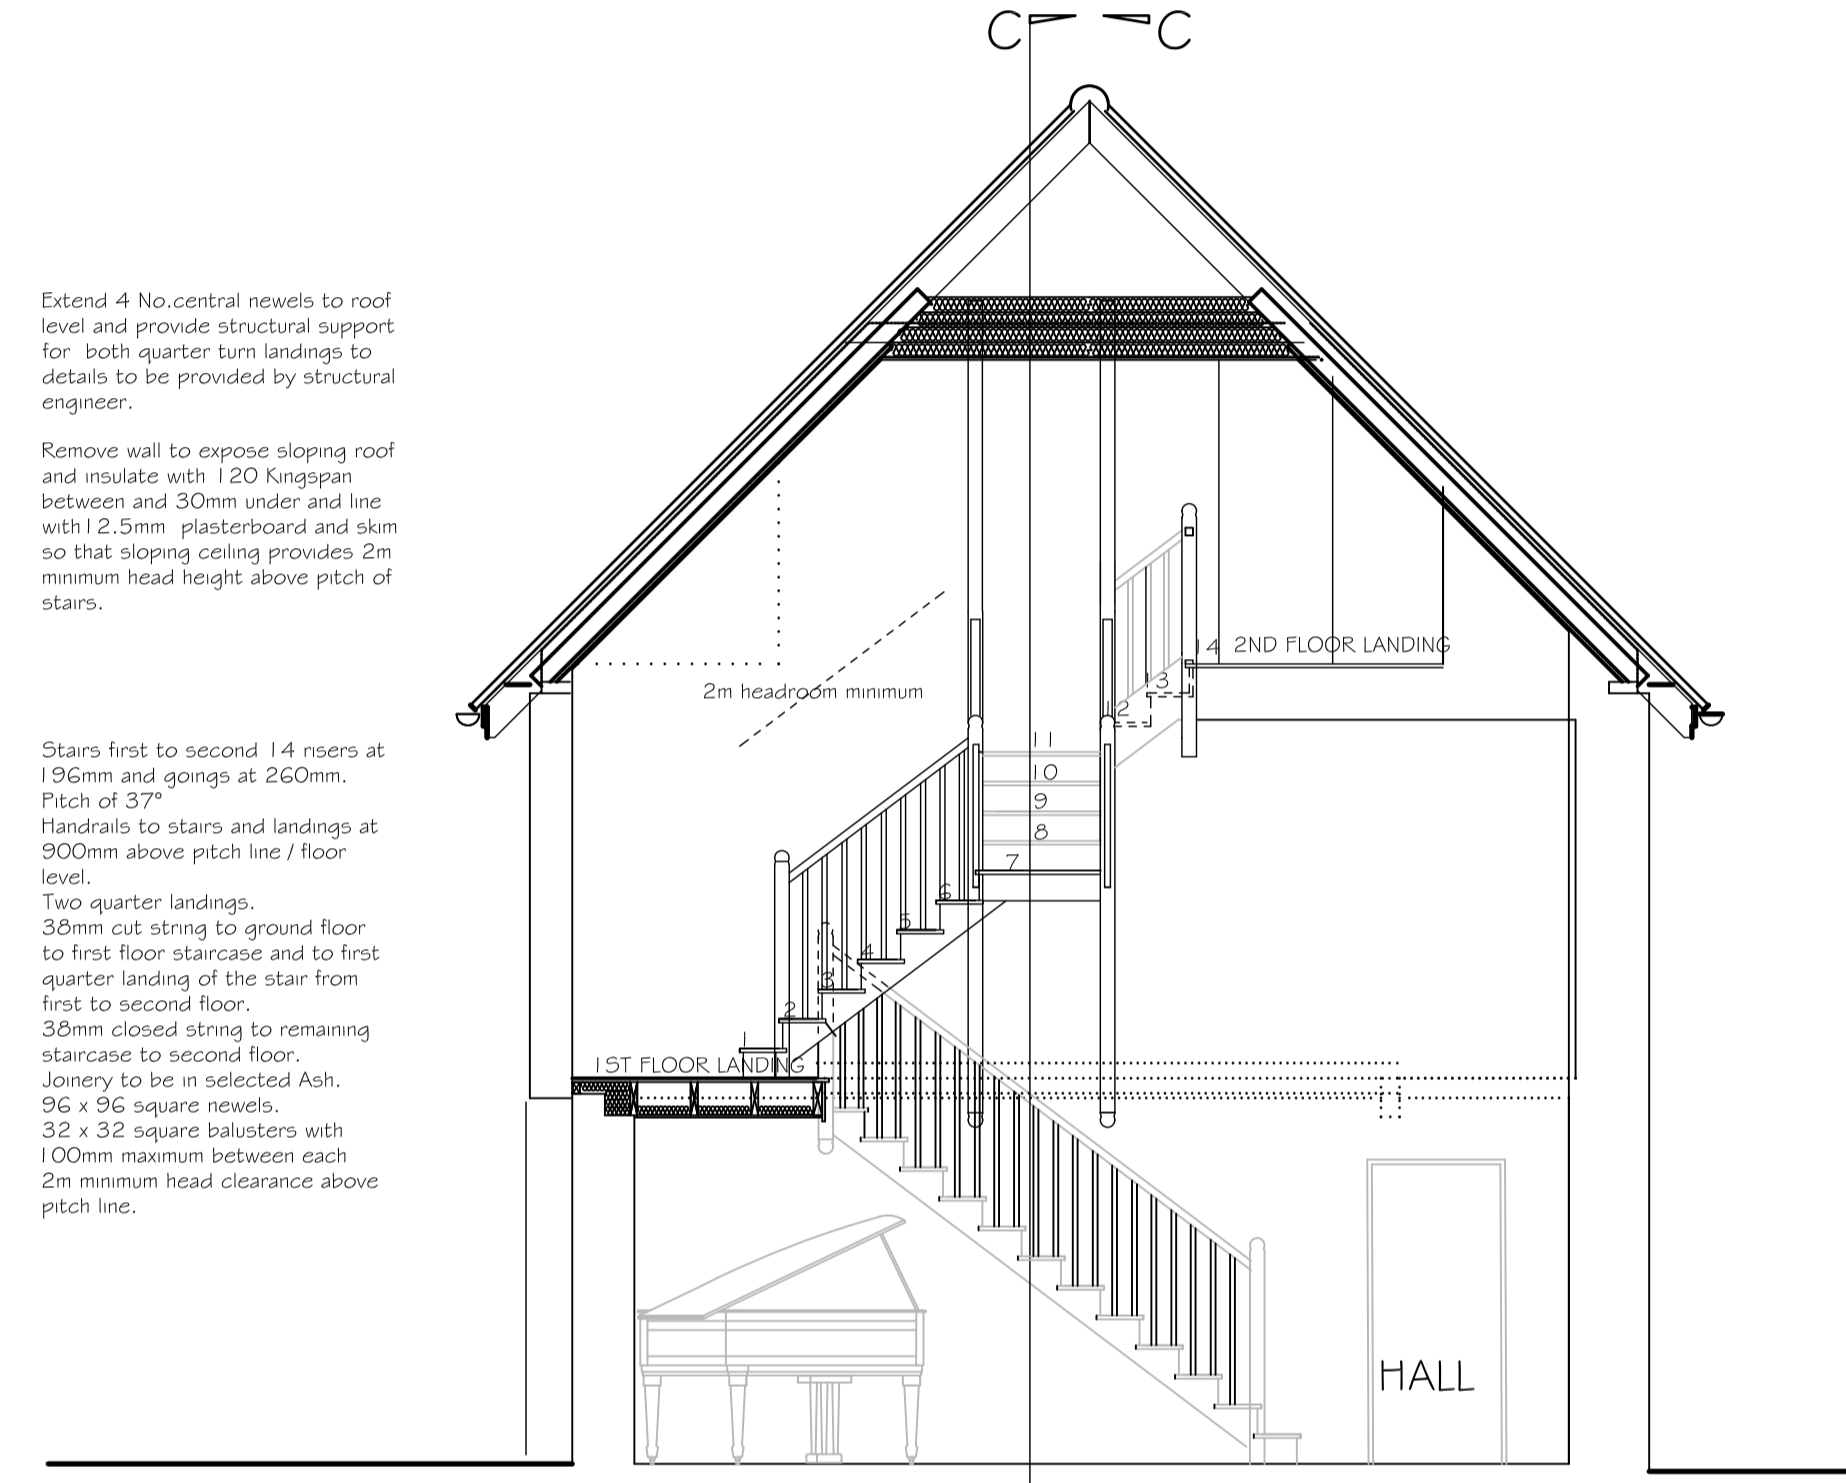 C C
Extend 4 No.central newels to roof
level and provide structural support
for both quarter turn landings to
details to be provided by structural
engineer.
Remove wall to expose sloping roof
and insulate with 120 Kingspan
between and 30mm under and line
with12.5mm plasterboard and skim
so that sloping ceiling provides 2m
minimum head height above pitch of
stairs.
Stairs first to second 14 risers at
196mm and goings at 260mm.
Pitch of 37°
Handrails to stairs and landings at
900mm above pitch line / floor
level.
Two quarter landings.
38mm cut string to ground floor
to first floor staircase and to first
quarter landing of the stair from
first to second floor.
38mm closed string to remaining
staircase to second floor.
Joinery to be in selected Ash.
96 x 96 square newels.
32 x 32 square balusters with
100mm maximum between each
2m minimum head clearance above
pitch line.
14 2ND FLOOR LANDING
13
2m headroom minimum
12
11
10
9
8
7
6
5
4
3
2
1
1ST FLOOR LANDING
HALL